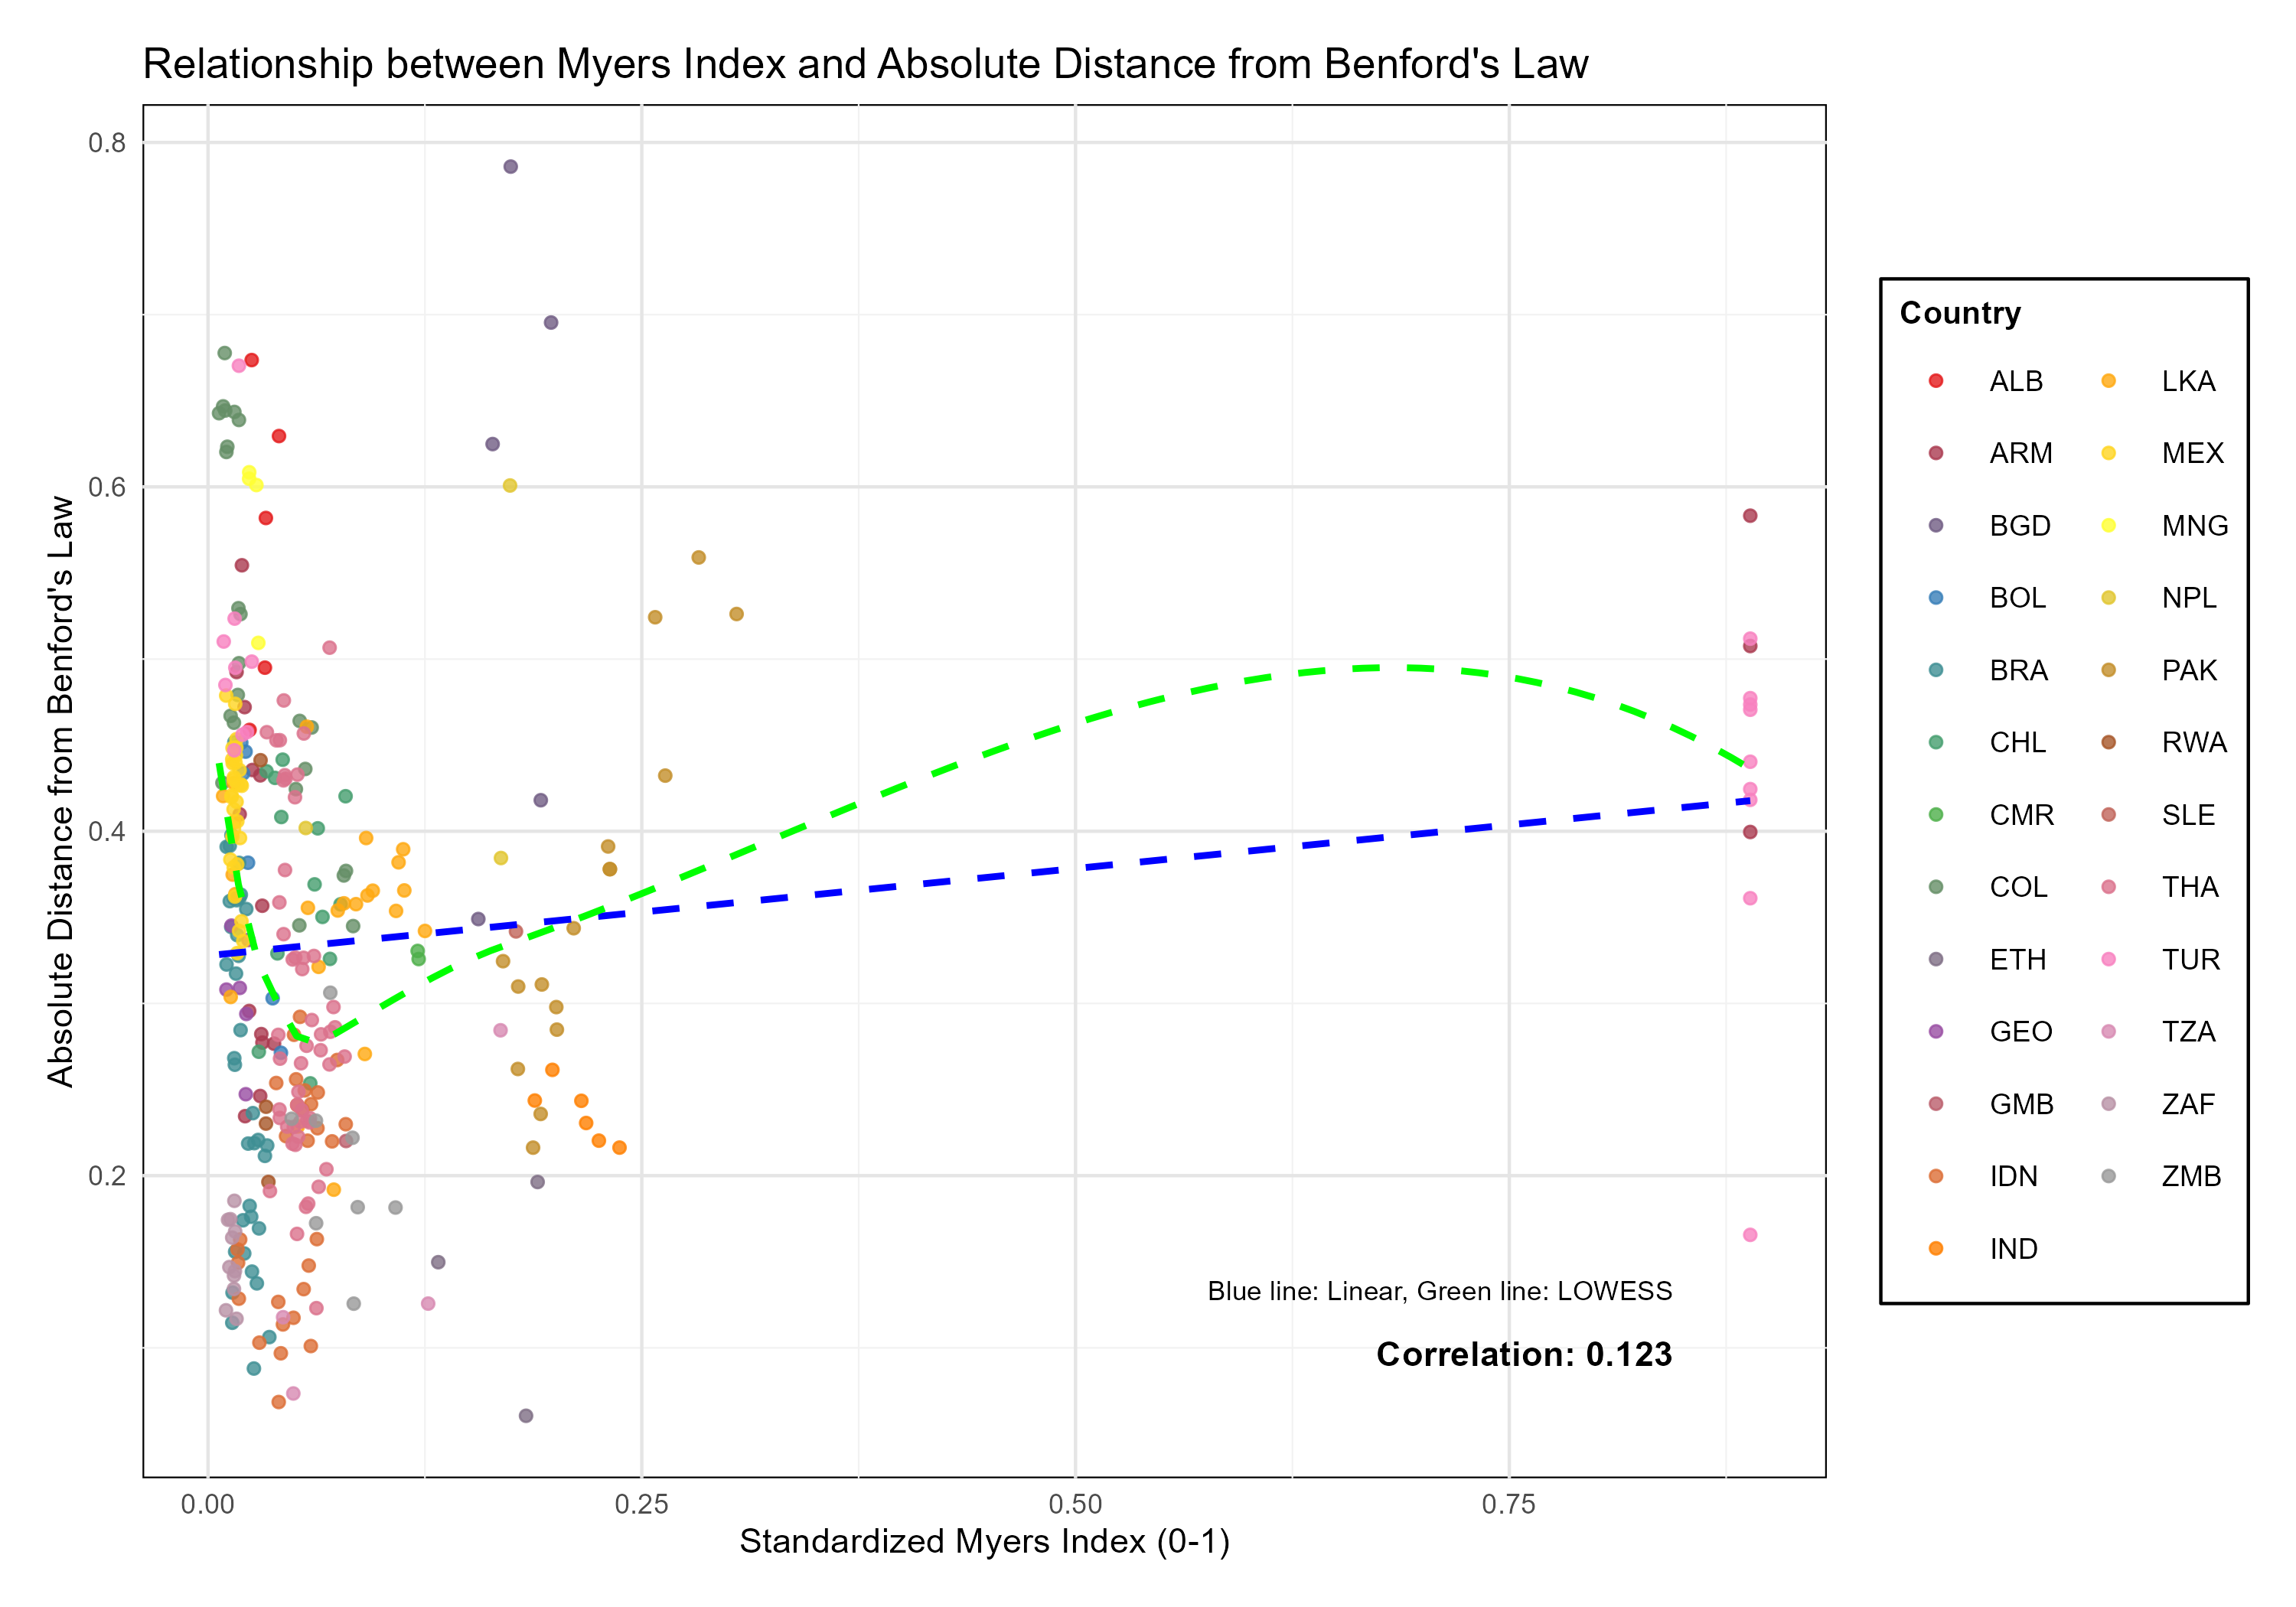 Relationship between Myers Index and Absolute Distance from Benford's Law
Absolute Distance from Benford's Law
0.8
0.6
0.4
0.2
0.00 0.25 0.50 0.75
Standardized Myers Index (0-1)
Blue line: Linear, Green line: LOWESS
Correlation: 0.123
Country
ALB LKA
ARM MEX
BGD MNG
BOL NPL
BRA PAK
CHL RWA
CMR SLE
COL THA
ETH TUR
GEO TZA
GMB ZAF
IDN ZMB
IND